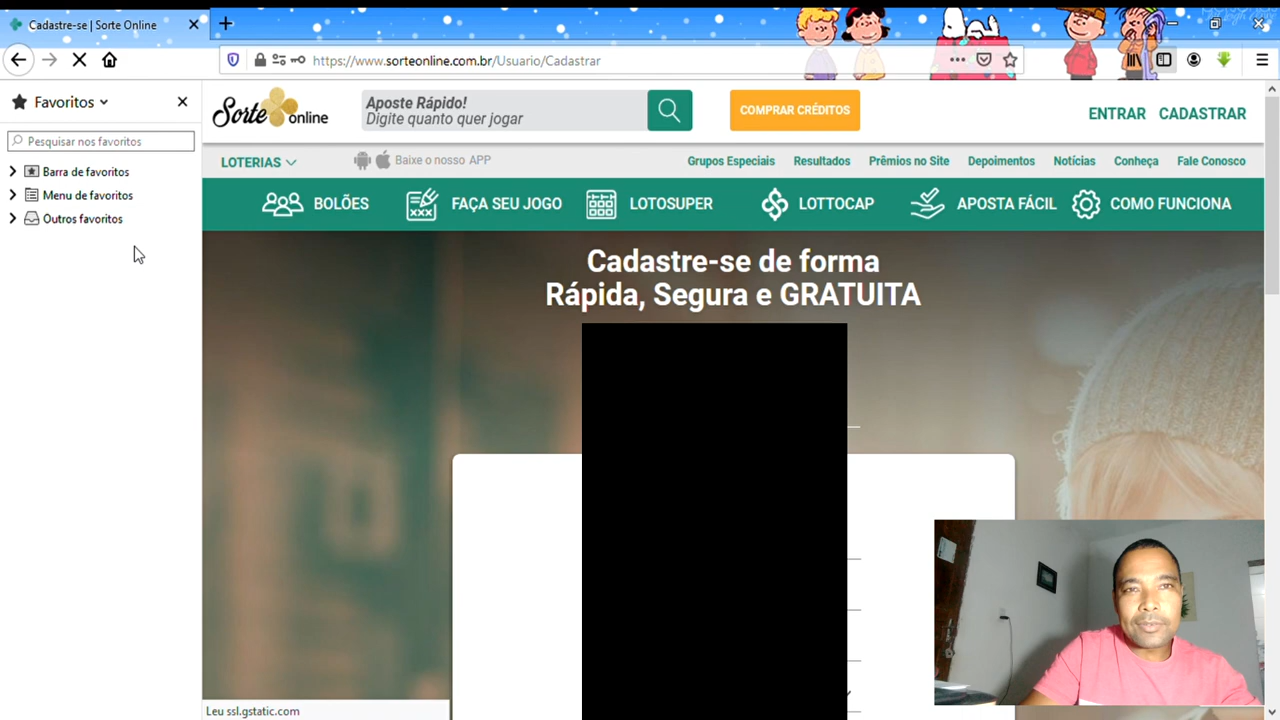 Cadastre-se | Sorte Online
https://www.sorteonline.com.br/Usuario/Cadastrar
Favoritos
Pesquisar nos favoritos
Barra de favoritos
Menu de favoritos
Outros favoritos
Sorte online
Aposte Rápido!
Digite quanto quer jogar
COMPRAR CRÉDITOS
ENTRAR CADASTRAR
LOTERIAS
Baixe o nosso APP
Grupos Especiais Resultados Prêmios no Site Depoimentos Notícias Conheça Fale Conosco
BOLÕES FAÇA SEU JOGO LOTOSUPER LOTTOCAP APOSTA FÁCIL COMO FUNCIONA
Cadastre-se de forma
Rápida, Segura e GRATUITA
Leu ssl.gstatic.com